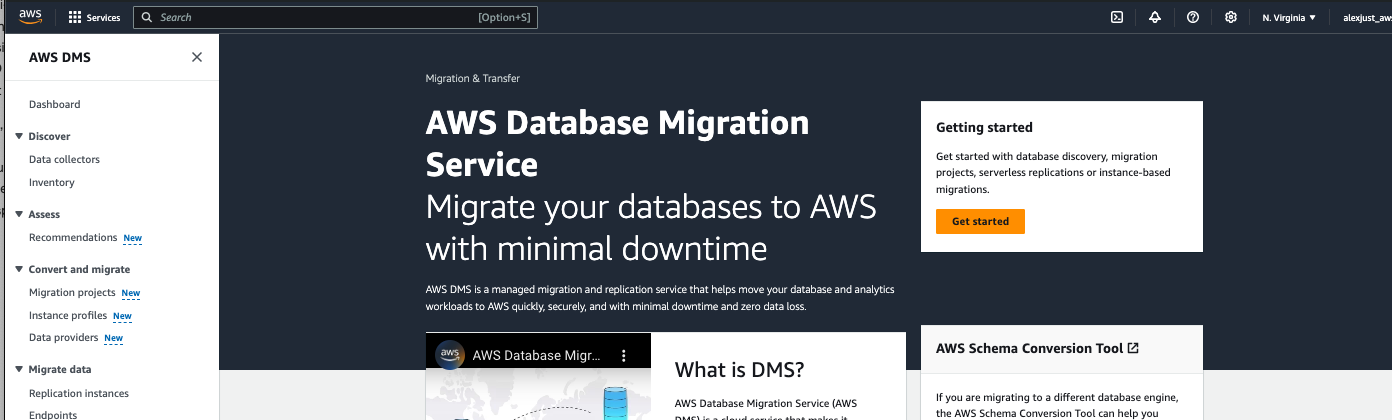 aws
Services
Search
[Option+S]
N. Virginia
alexjust_aws
AWS DMS
Dashboard
Discover
Data collectors
Inventory
Assess
Recommendations New
Convert and migrate
Migration projects New
Instance profiles New
Data providers New
Migrate data
Replication instances
Endpoints
Migration & Transfer
AWS Database Migration
Service
Migrate your databases to AWS
with minimal downtime
AWS DMS is a managed migration and replication service that helps move your database and analytics
workloads to AWS quickly, securely, and with minimal downtime and zero data loss.
aws
AWS Database Migr...
What is DMS?
AWS Database Migration Service (AWS
DMS) is a cloud service that makes it
Getting started
Get started with database discovery, migration
projects, serverless replications or instance-based
migrations.
Get started
AWS Schema Conversion Tool
If you are migrating to a different database engine,
the AWS Schema Conversion Tool can help you